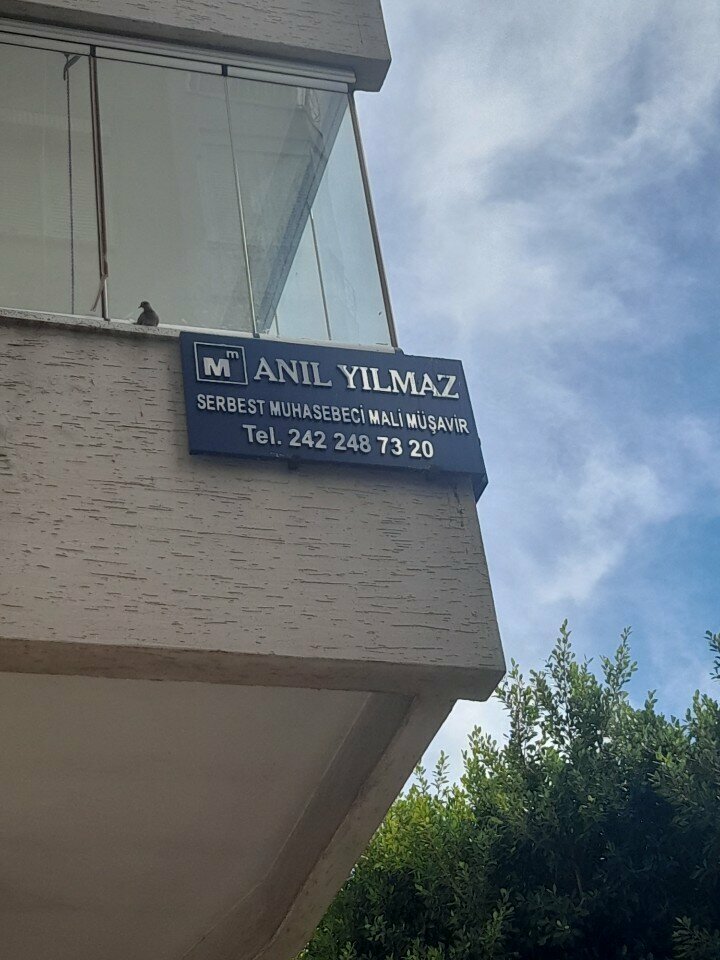 Mm ANIL YILMAZ
SERBEST MUHASEBECİ MALİ MÜŞAVİR
Tel. 242 248 73 20